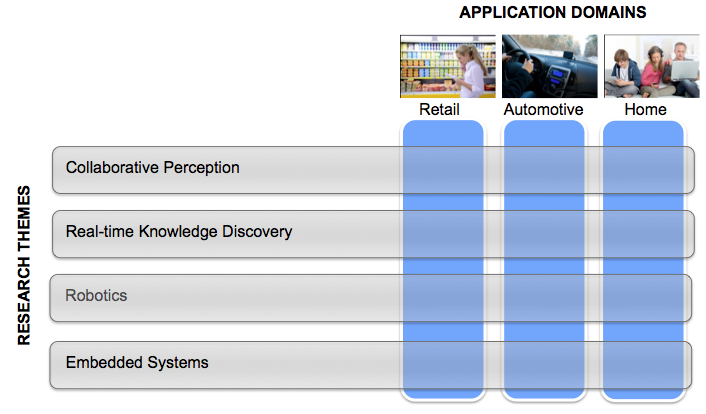 APPLICATION DOMAINS
Retail Automotive Home
RESEARCH THEMES
Collaborative Perception
Real-time Knowledge Discovery
Robotics
Embedded Systems